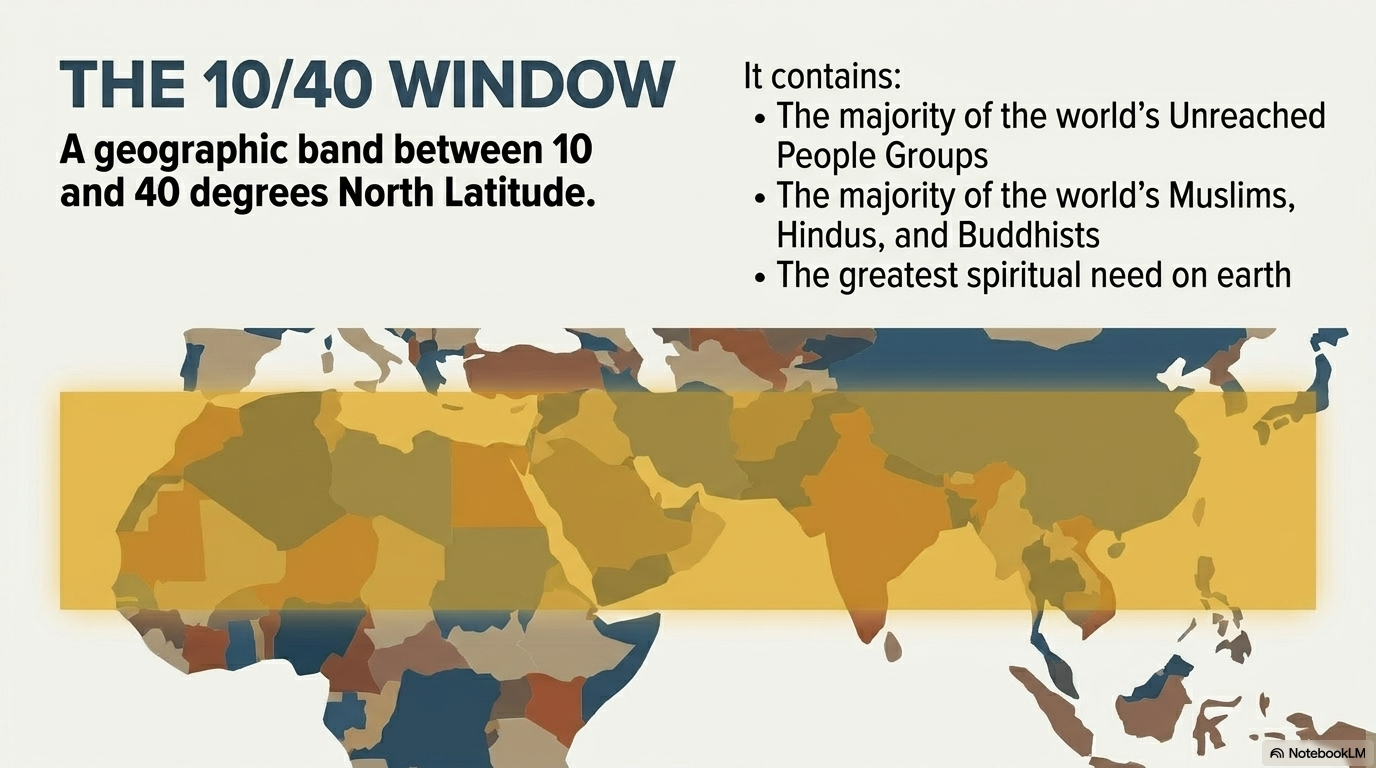 THE 10/40 WINDOW
A geographic band between 10
and 40 degrees North Latitude.
It contains:
• The majority of the world’s Unreached
People Groups
• The majority of the world’s Muslims,
Hindus, and Buddhists
• The greatest spiritual need on earth
NotebookLM